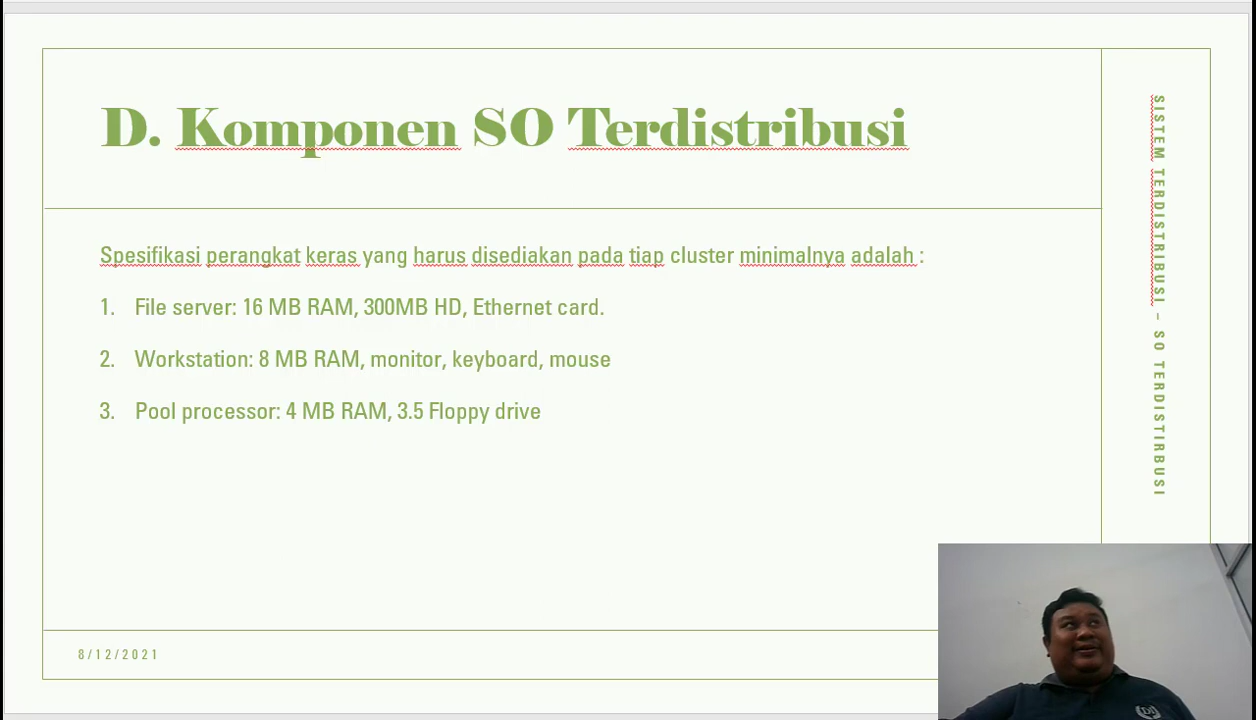 D. Komponen SO Terdistribusi
Spesifikasi perangkat keras yang harus disediakan pada tiap cluster minimalnya adalah :
1. File server: 16 MB RAM, 300MB HD, Ethernet card.
2. Workstation: 8 MB RAM, monitor, keyboard, mouse
3. Pool processor: 4 MB RAM, 3.5 Floppy drive
SISTEM TERDISTRIBUSI – SO TERDISTIRBUSI
8/12/2021